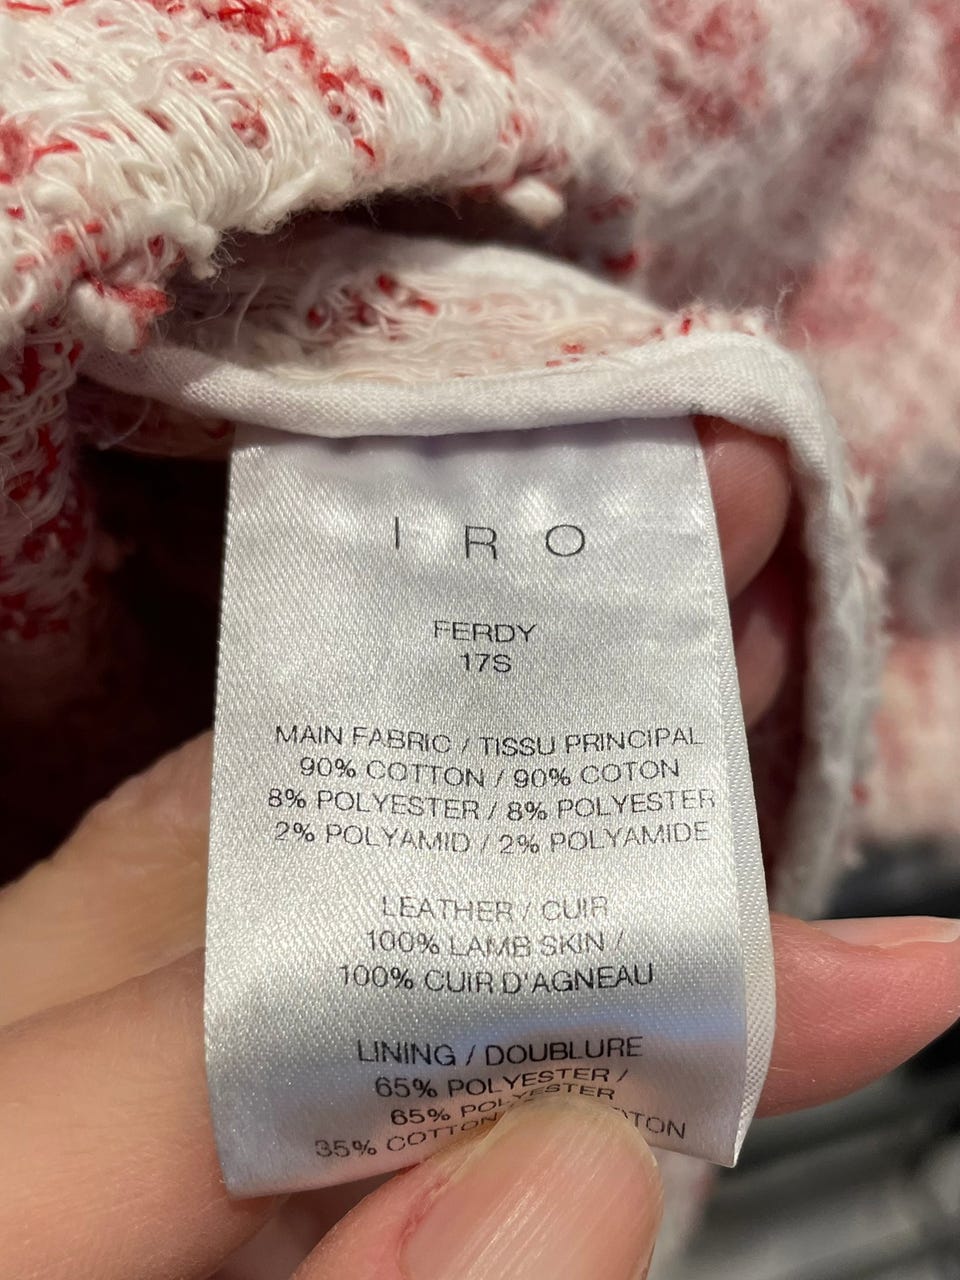 IRO
FERDY
17S
MAIN FABRIC / TISSU PRINCIPAL
90% COTTON / 90% COTON
8% POLYESTER / 8% POLYESTER
2% POLYAMID / 2% POLYAMIDE
LEATHER / CUIR
100% LAMB SKIN /
100% CUIR D'AGNEAU
LINING / DOUBLURE
65% POLYESTER /
65% POLYESTER
35% COTTON